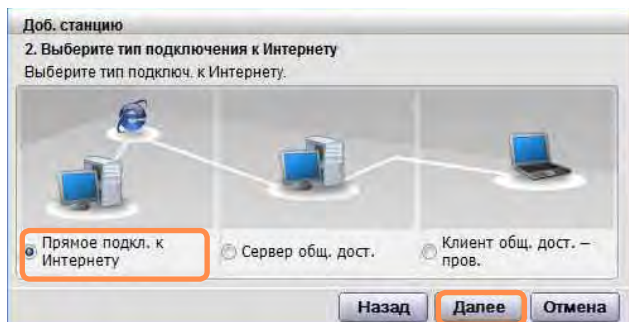 Доб. станцию
2. Выберите тип подключения к Интернету
Выберите тип подключ. к Интернету.
Прямое подкл. к
Интернету
Сервер общ. дост.
Клиент общ. дост. –
пров.
Назад Далее Отмена